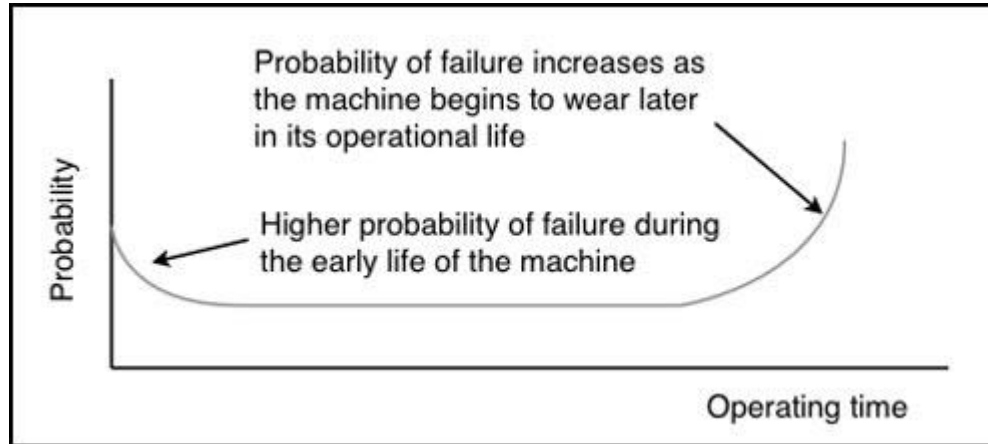 Probability of failure increases as
the machine begins to wear later
in its operational life
Probability
Higher probability of failure during
the early life of the machine
Operating time